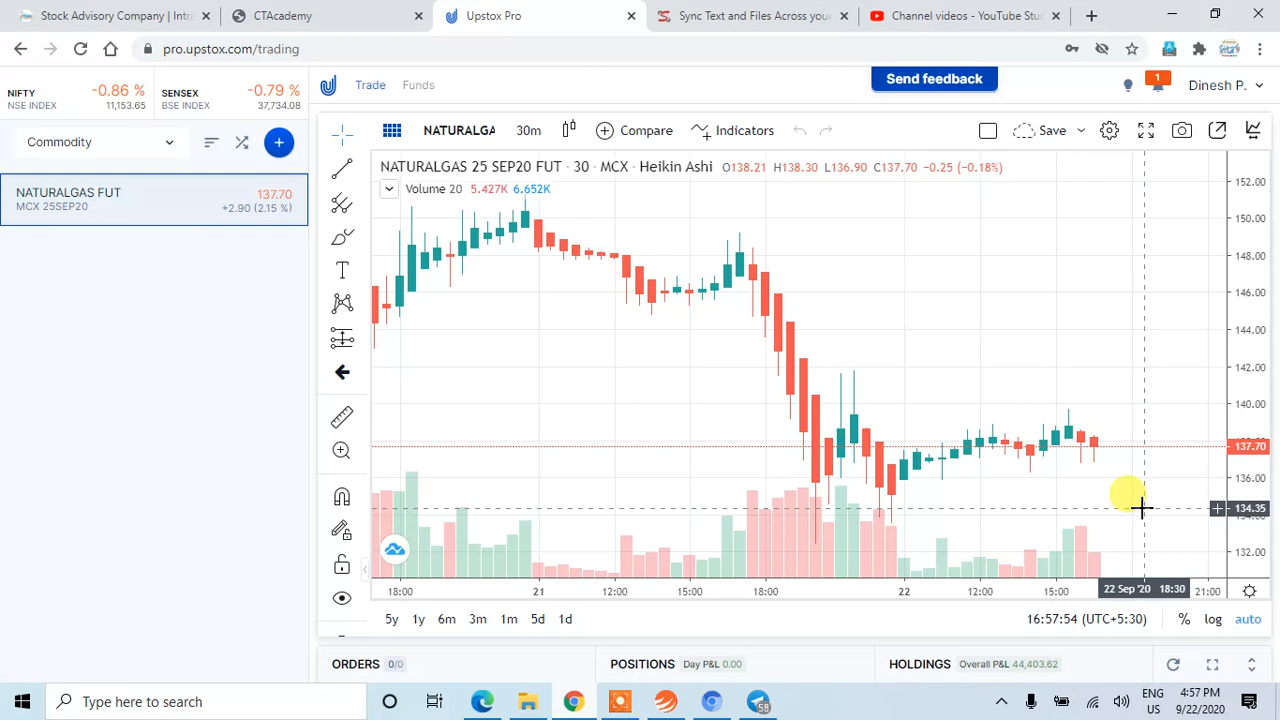 Stock Advisory Company | Intra
CTAcademy
Upstox Pro
Sync Text and Files Across your
Channel videos - YouTube Stu
pro.upstox.com/trading
NIFTY -0.86 %
NSE INDEX 11,153.65
SENSEX -0.79 %
BSE INDEX 37,734.08
Trade Funds
Send feedback
1
Dinesh P.
Commodity
NATURALGAS FUT 137.70
MCX 25SEP20 +2.90 (2.15 %)
NATURALGA 30m Compare Indicators Save
NATURALGAS 25 SEP20 FUT · 30 · MCX · Heikin Ashi O138.21 H138.30 L136.90 C137.70 -0.25 (-0.18%)
Volume 20 5.427K 6.652K
152.00
150.00
148.00
146.00
144.00
142.00
140.00
137.70
136.00
134.35
132.00
18:00 21 12:00 15:00 18:00 22 12:00 15:00 22 Sep '20 18:30 21:00
5y 1y 6m 3m 1m 5d 1d
16:57:54 (UTC+5:30) % log auto
ORDERS 0/0
POSITIONS Day P&L 0.00
HOLDINGS Overall P&L 44,403.62
Type here to search
58
ENG
US
4:57 PM
9/22/2020